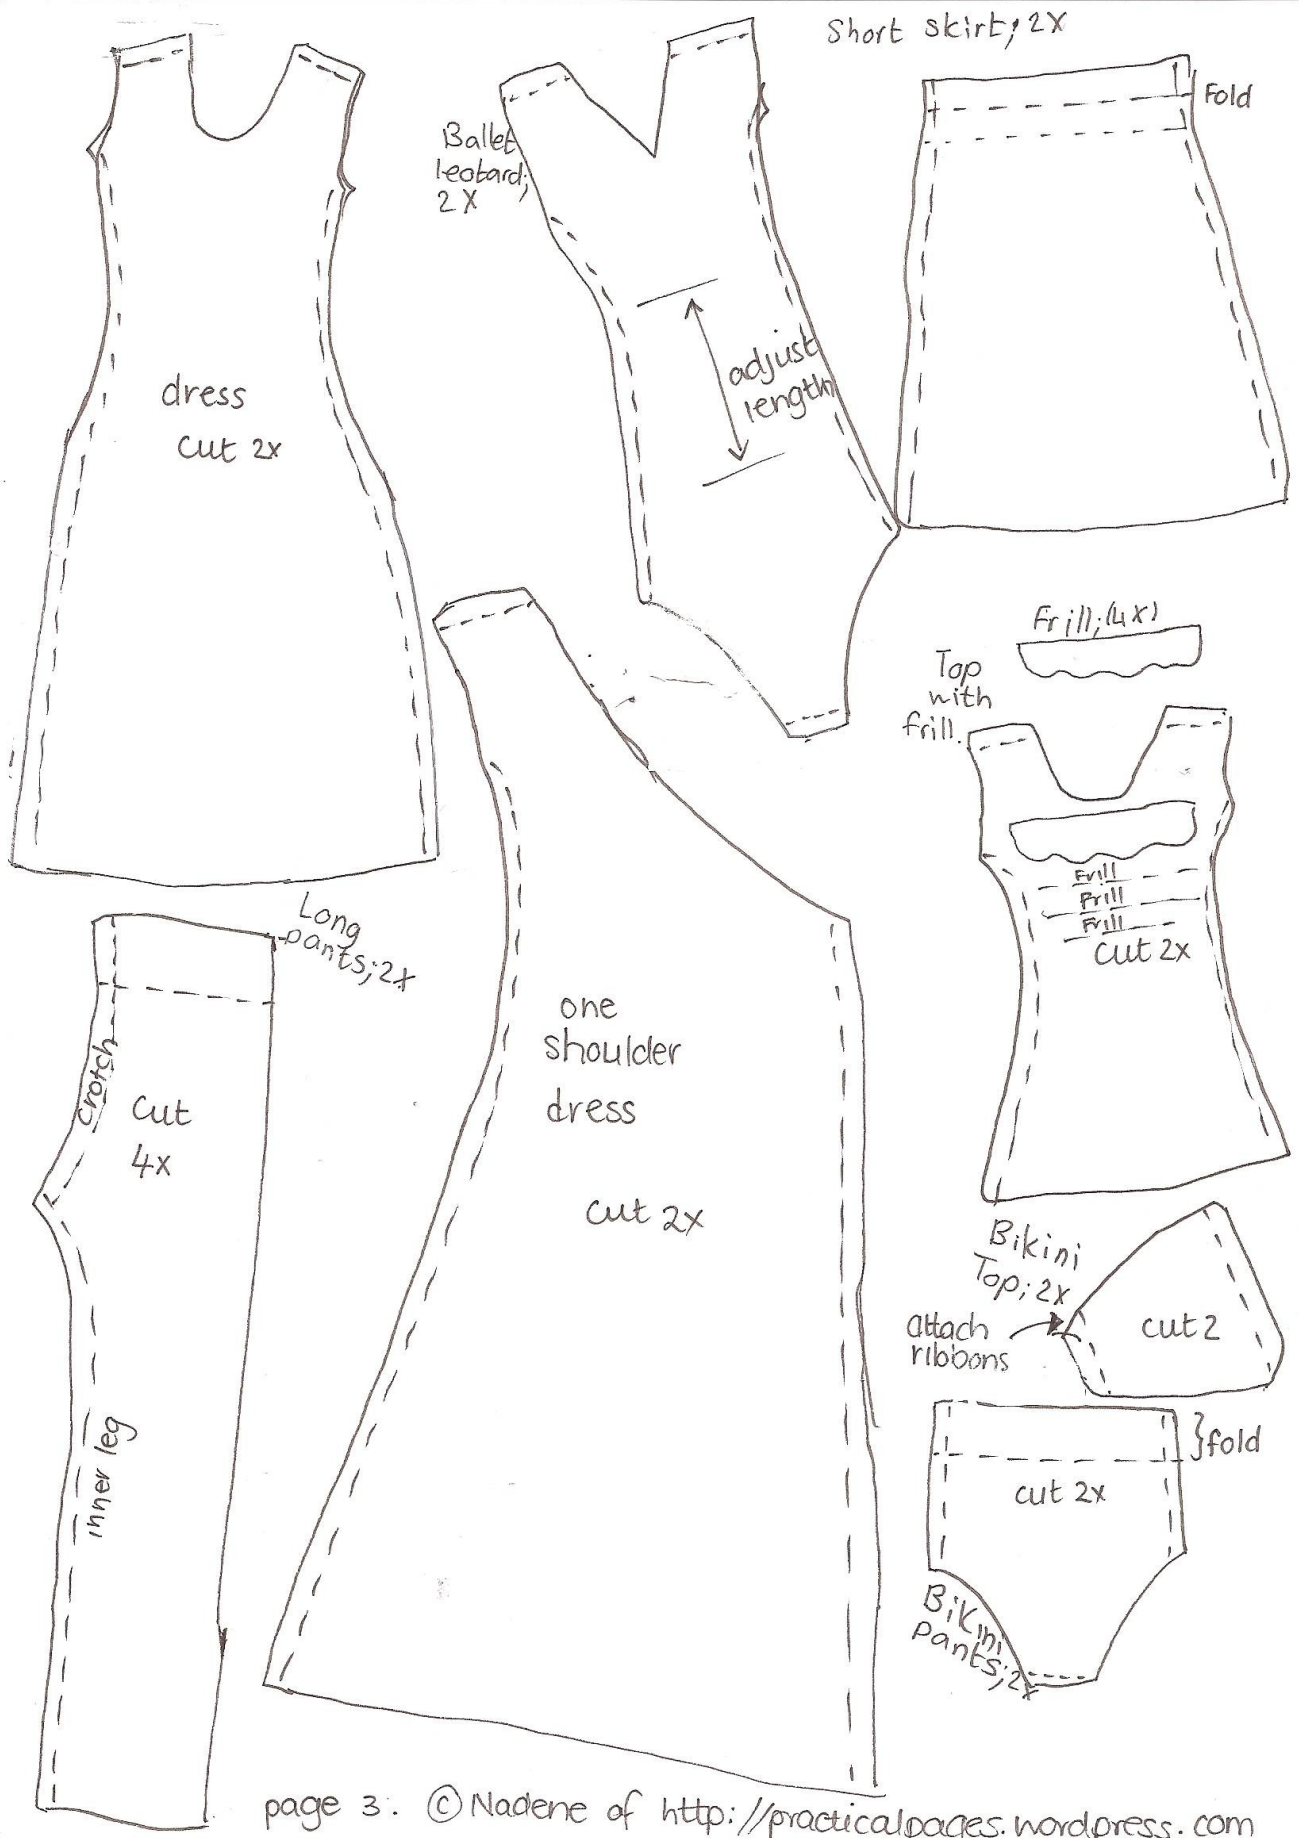 Short skirt; 2X
Fold
Ballet
leotard;
2X
adjust
length
dress
cut 2x
Frill; (4x)
Top
with
frill.
Frill
Frill
Frill
cut 2x
Long
pants; 2x
crotch
cut
4x
inner leg
one
shoulder
dress
cut 2x
Bikini
Top; 2x
attach
ribbons
cut 2
}fold
cut 2x
Bikini
pants; 2x
page 3. © Nadene of http://practicalpages.wordpress.com